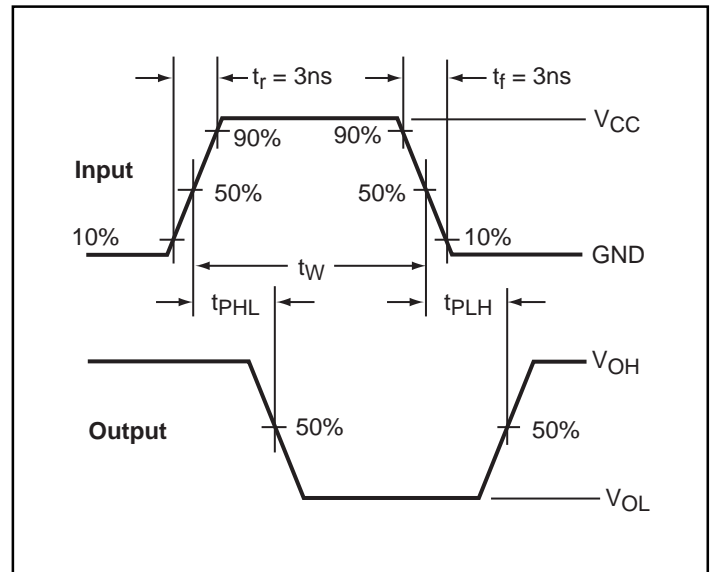 tr = 3ns
tf = 3ns
VCC
90%
90%
Input
50%
50%
10%
10%
GND
tW
tPHL
tPLH
VOH
Output
50%
50%
VOL